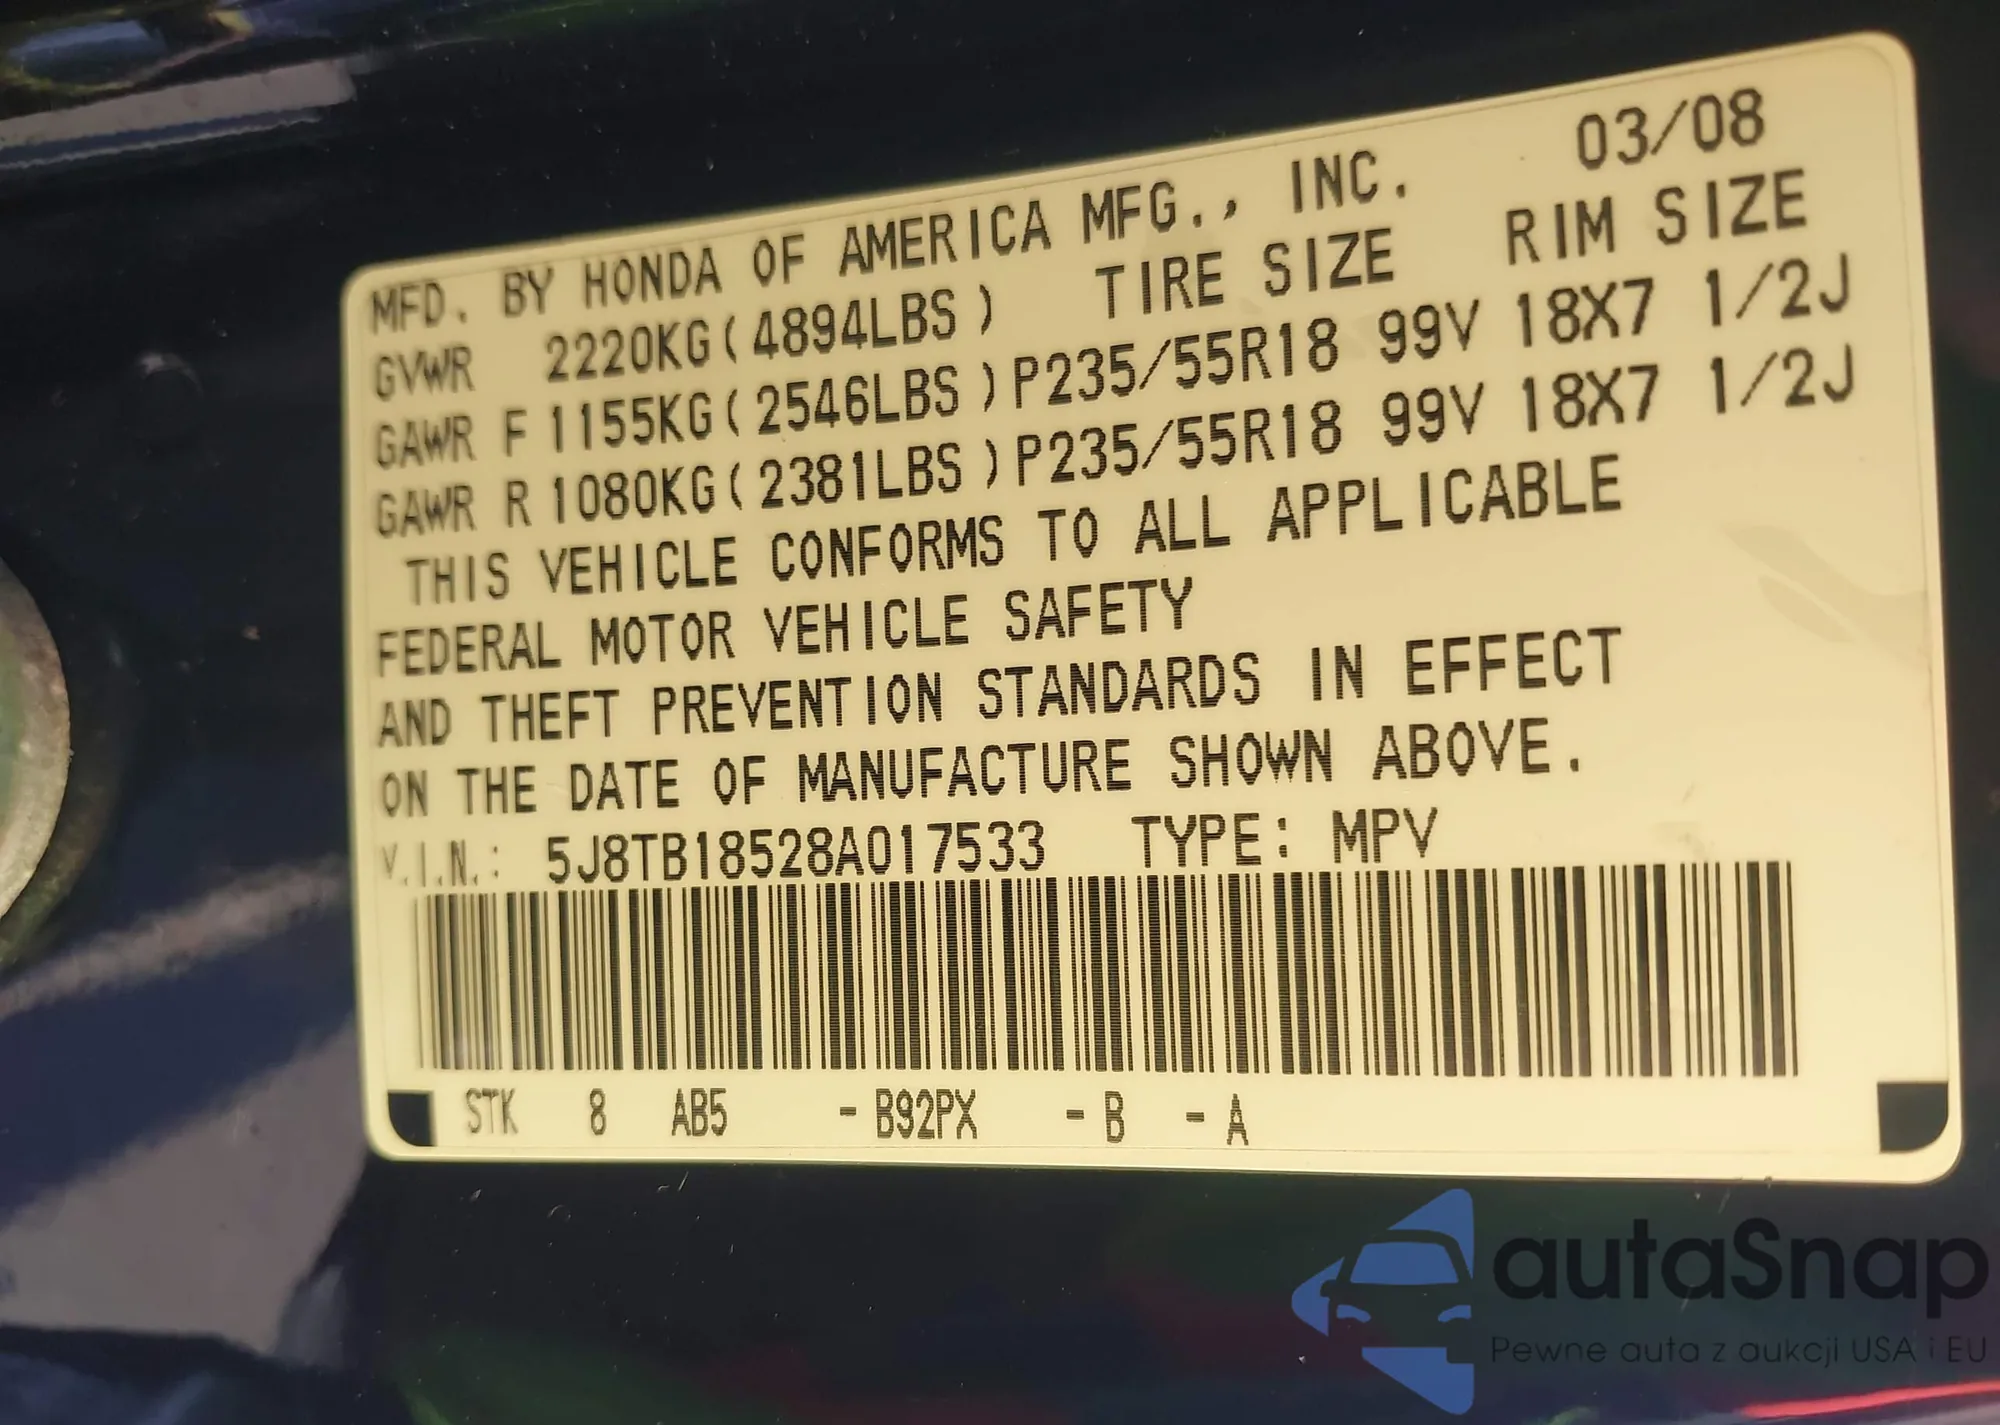 03/08
MFD. BY HONDA OF AMERICA MFG., INC.
GVWR 2220KG(4894LBS) TIRE SIZE RIM SIZE
GAWR F 1155KG(2546LBS)P235/55R18 99V 18X7 1/2J
GAWR R 1080KG(2381LBS)P235/55R18 99V 18X7 1/2J
THIS VEHICLE CONFORMS TO ALL APPLICABLE
FEDERAL MOTOR VEHICLE SAFETY
AND THEFT PREVENTION STANDARDS IN EFFECT
ON THE DATE OF MANUFACTURE SHOWN ABOVE.
V.I.N.: 5J8TB18528A017533 TYPE: MPV
STK 8 AB5 -B92PX -B -A
autaSnap
Pewne auta z aukcji USA i EU